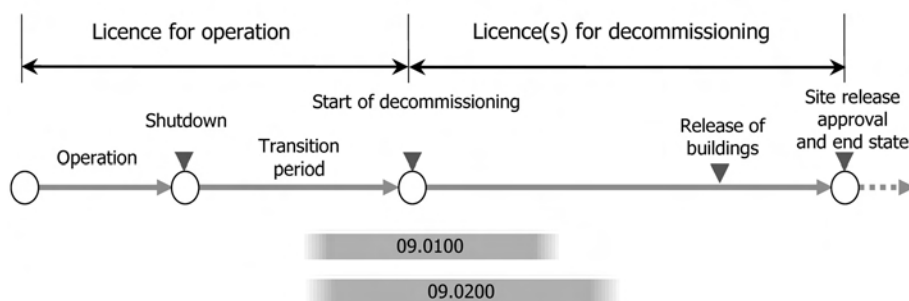 Licence for operation
Licence(s) for decommissioning
Start of decommissioning
Shutdown
Operation
Transition
period
Release of
buildings
Site release
approval
and end state
09.0100
09.0200